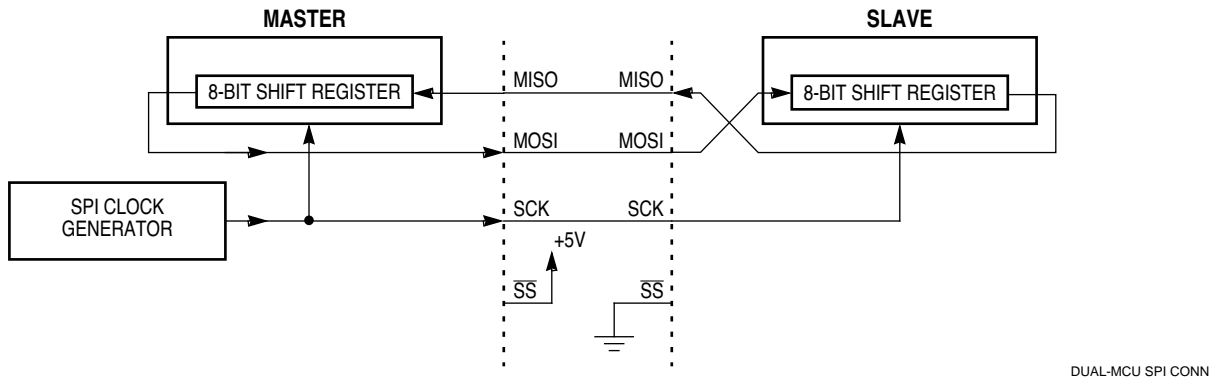 MASTER
SLAVE
8-BIT SHIFT REGISTER
MISO
MISO
8-BIT SHIFT REGISTER
MOSI
MOSI
SPI CLOCK
GENERATOR
SCK
SCK
+5V
SS
SS
DUAL-MCU SPI CONN